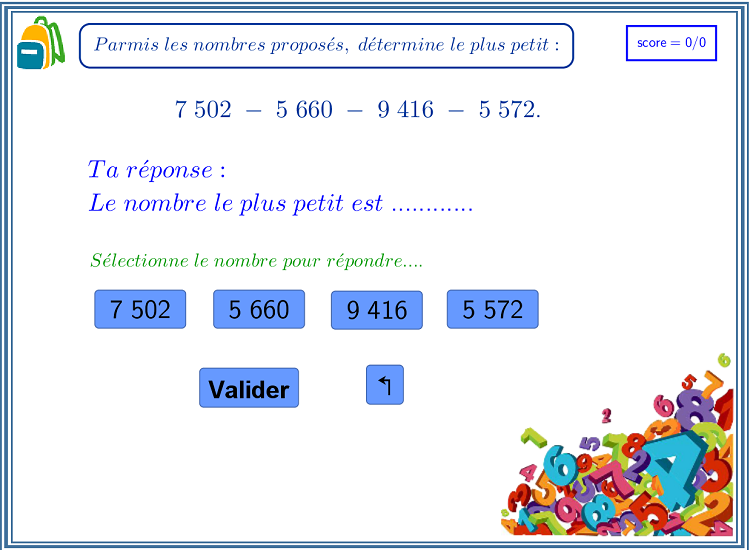 Parmis les nombres proposés, détermine le plus petit :
score = 0/0
7 502 − 5 660 − 9 416 − 5 572.
Ta réponse :
Le nombre le plus petit est ............
Sélectionne le nombre pour répondre....
7 502 5 660 9 416 5 572
Valider ↰